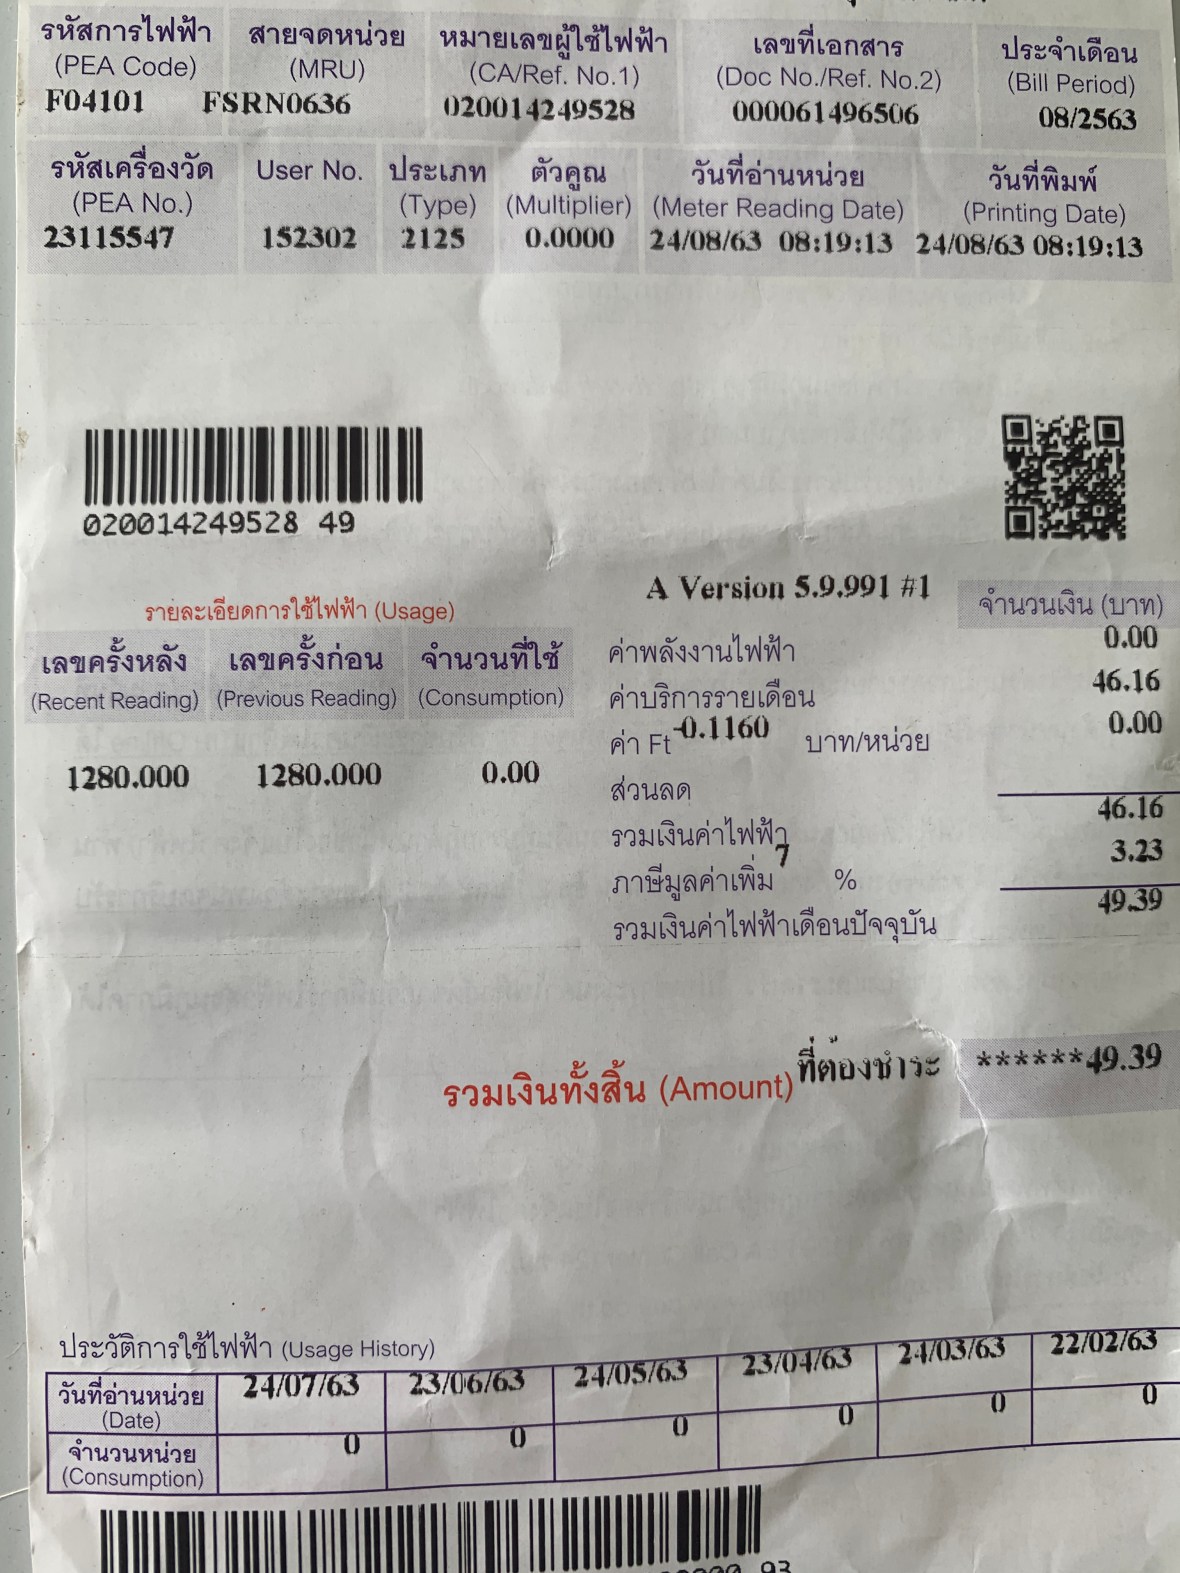 รหัสการไฟฟ้า สายจดหน่วย หมายเลขผู้ใช้ไฟฟ้า เลขที่เอกสาร ประจำเดือน
(PEA Code) (MRU) (CA/Ref. No.1) (Doc No./Ref. No.2) (Bill Period)
F04101 FSRN0636 020014249528 000061496506 08/2563
รหัสเครื่องวัด User No. ประเภท ตัวคูณ วันที่อ่านหน่วย วันที่พิมพ์
(PEA No.) (Type) (Multiplier) (Meter Reading Date) (Printing Date)
23115547 152302 2125 0.0000 24/08/63 08:19:13 24/08/63 08:19:13
020014249528 49
A Version 5.9.991 #1
รายละเอียดการใช้ไฟฟ้า (Usage) จำนวนเงิน (บาท)
เลขครั้งหลัง เลขครั้งก่อน จำนวนที่ใช้
(Recent Reading) (Previous Reading) (Consumption)
1280.000 1280.000 0.00
ค่าพลังงานไฟฟ้า 0.00
ค่าบริการรายเดือน 46.16
ค่า Ft -0.1160 บาท/หน่วย 0.00
ส่วนลด
รวมเงินค่าไฟฟ้า 46.16
ภาษีมูลค่าเพิ่ม 7 % 3.23
รวมเงินค่าไฟฟ้าเดือนปัจจุบัน 49.39
รวมเงินทั้งสิ้น (Amount) ที่ต้องชำระ ******49.39
ประวัติการใช้ไฟฟ้า (Usage History)
วันที่อ่านหน่วย 24/07/63 23/06/63 24/05/63 23/04/63 24/03/63 22/02/63
(Date)
จำนวนหน่วย 0 0 0 0 0 0
(Consumption)